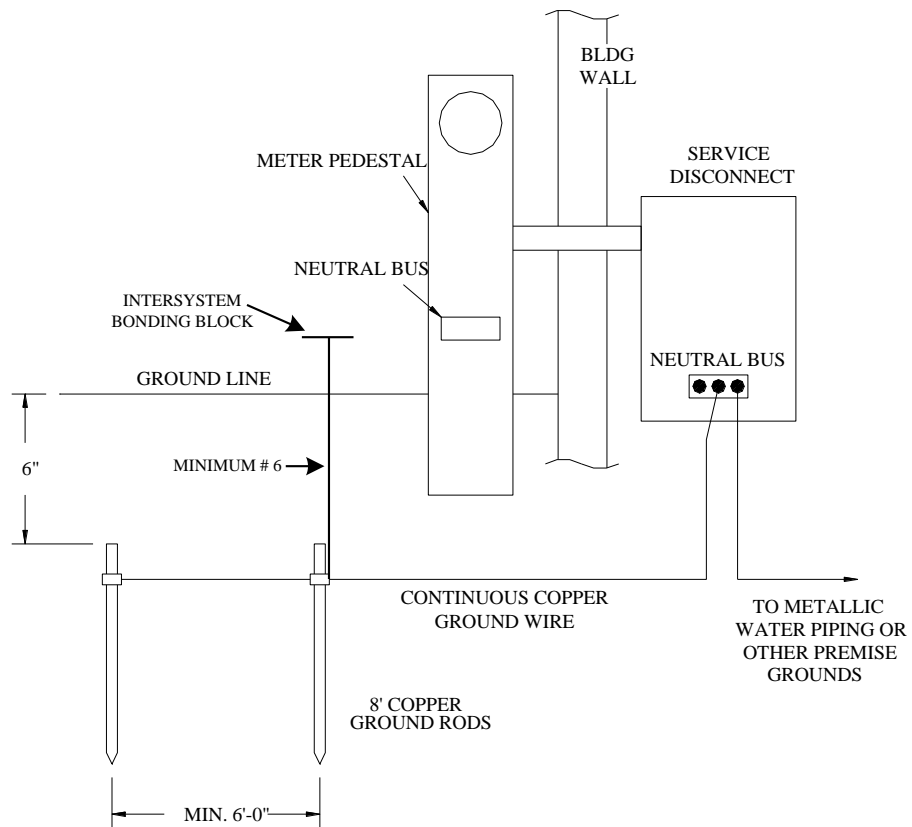 BLDG
WALL
METER PEDESTAL
SERVICE
DISCONNECT
NEUTRAL BUS
INTERSYSTEM
BONDING BLOCK
NEUTRAL BUS
GROUND LINE
6"
MINIMUM # 6
CONTINUOUS COPPER
GROUND WIRE
TO METALLIC
WATER PIPING OR
OTHER PREMISE
GROUNDS
8' COPPER
GROUND RODS
MIN. 6'-0"